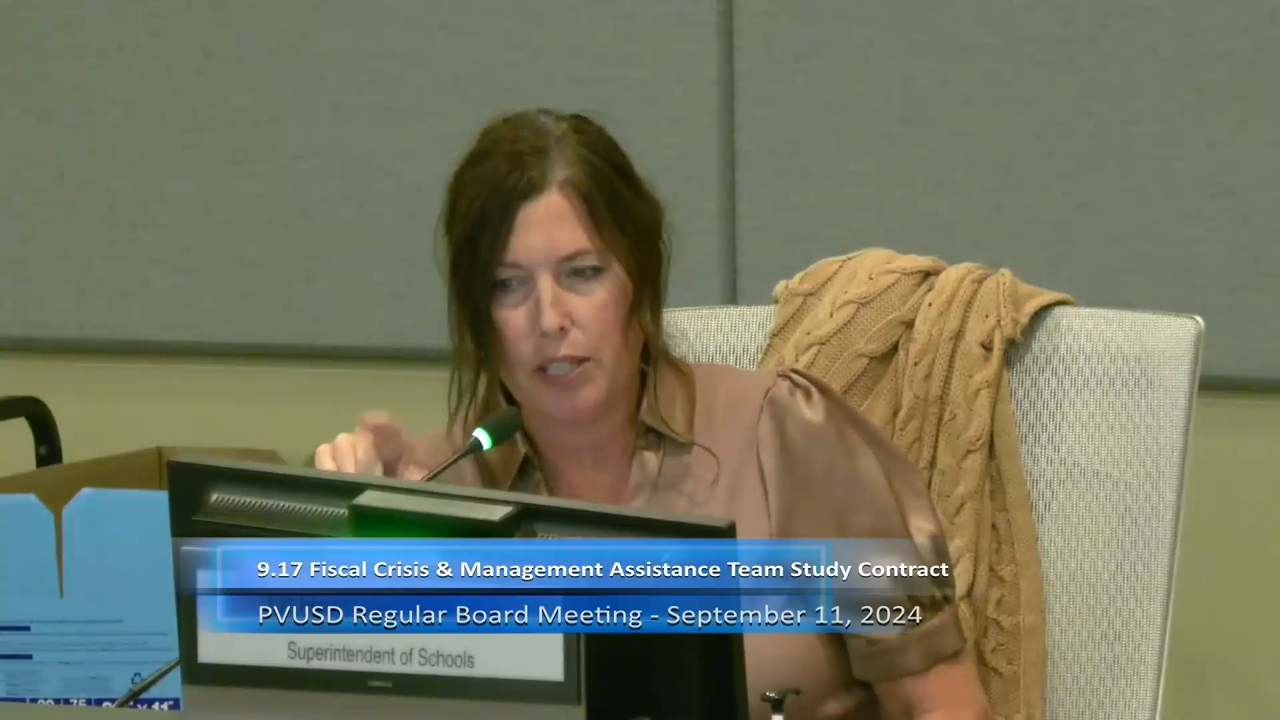 9.17 Fiscal Crisis & Management Assistance Team Study Contract
PVUSD Regular Board Meeting - September 11, 2024
Superintendent of Schools